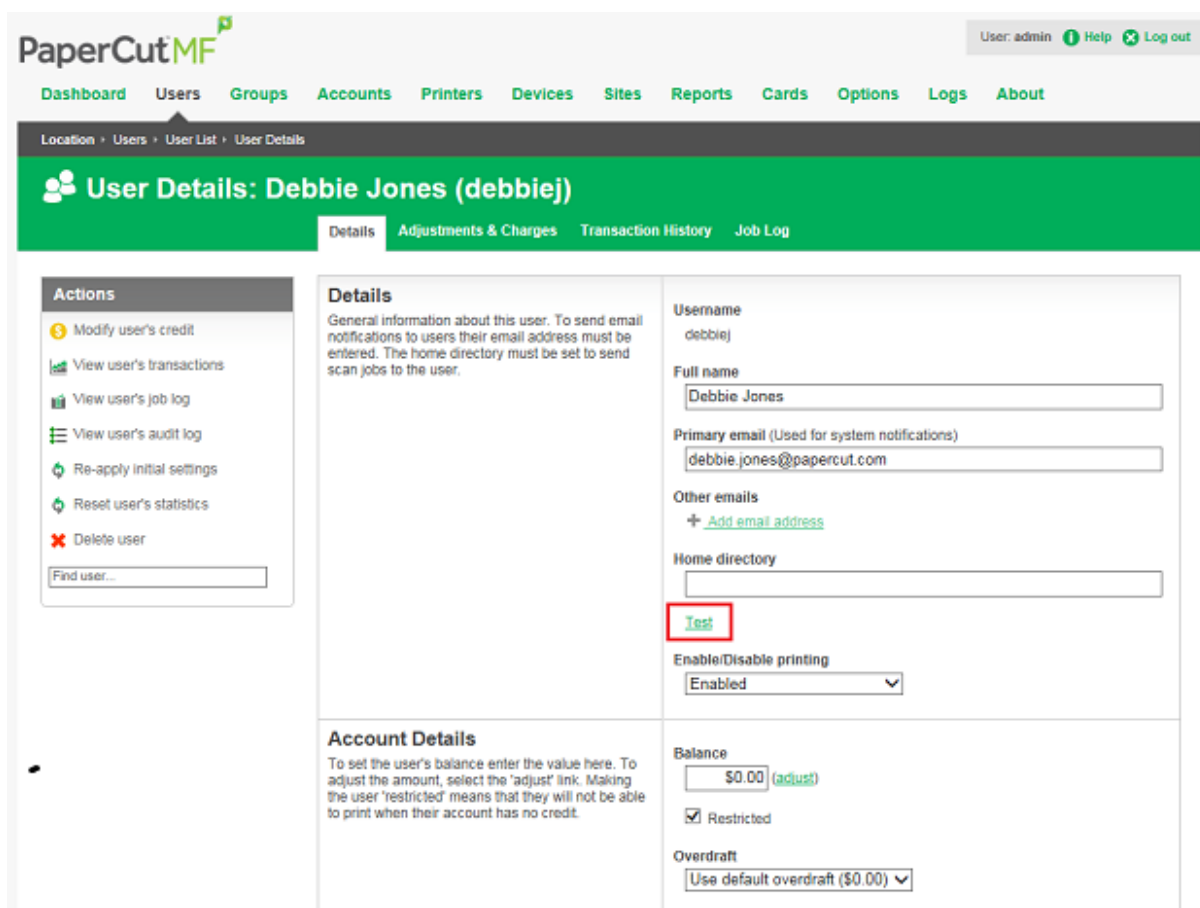 PaperCut MF
User: admin Help Log out
Dashboard Users Groups Accounts Printers Devices Sites Reports Cards Options Logs About
Location › Users › User List › User Details
User Details: Debbie Jones (debbiej)
Details Adjustments & Charges Transaction History Job Log
Actions
Modify user's credit
View user's transactions
View user's job log
View user's audit log
Re-apply initial settings
Reset user's statistics
Delete user
Find user...
Details
General information about this user. To send email
notifications to users their email address must be
entered. The home directory must be set to send
scan jobs to the user.
Username
debbiej
Full name
Debbie Jones
Primary email (Used for system notifications)
debbie.jones@papercut.com
Other emails
Add email address
Home directory
Test
Enable/Disable printing
Enabled
Account Details
To set the user's balance enter the value here. To
adjust the amount, select the 'adjust' link. Making
the user 'restricted' means that they will not be able
to print when their account has no credit.
Balance
$0.00 (adjust)
Restricted
Overdraft
Use default overdraft ($0.00)